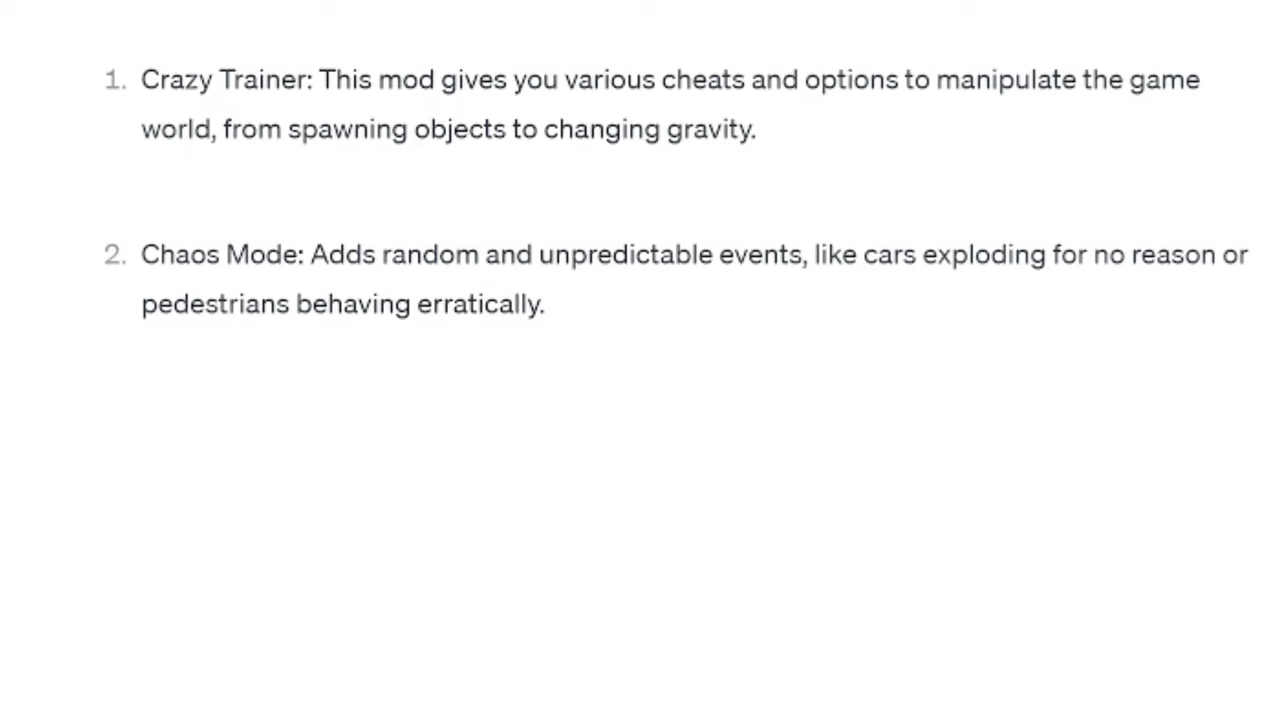 1. Crazy Trainer: This mod gives you various cheats and options to manipulate the game
world, from spawning objects to changing gravity.
2. Chaos Mode: Adds random and unpredictable events, like cars exploding for no reason or
pedestrians behaving erratically.